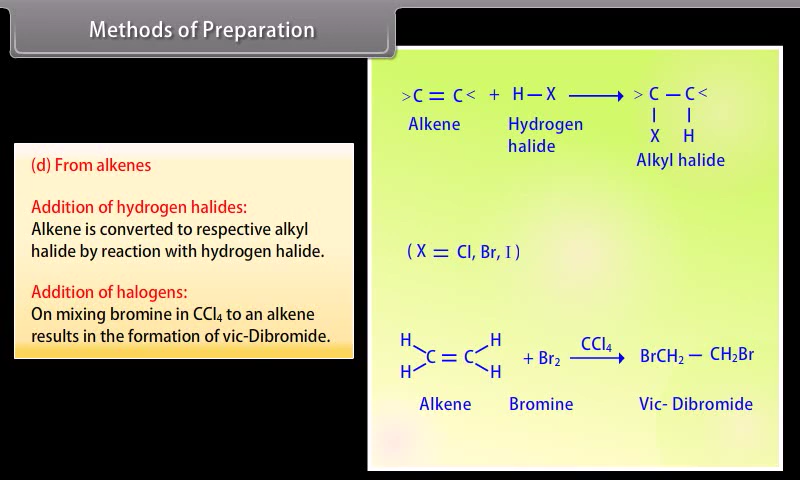 Methods of Preparation
(d) From alkenes
Addition of hydrogen halides:
Alkene is converted to respective alkyl
halide by reaction with hydrogen halide.
Addition of halogens:
On mixing bromine in CCl₄ to an alkene
results in the formation of vic-Dibromide.
>C = C< + H — X ⟶ > C — C<
X H
Alkene Hydrogen halide Alkyl halide
( X = Cl, Br, I )
H H
C = C + Br₂ CCl₄ ⟶ BrCH₂ — CH₂Br
H H
Alkene Bromine Vic- Dibromide